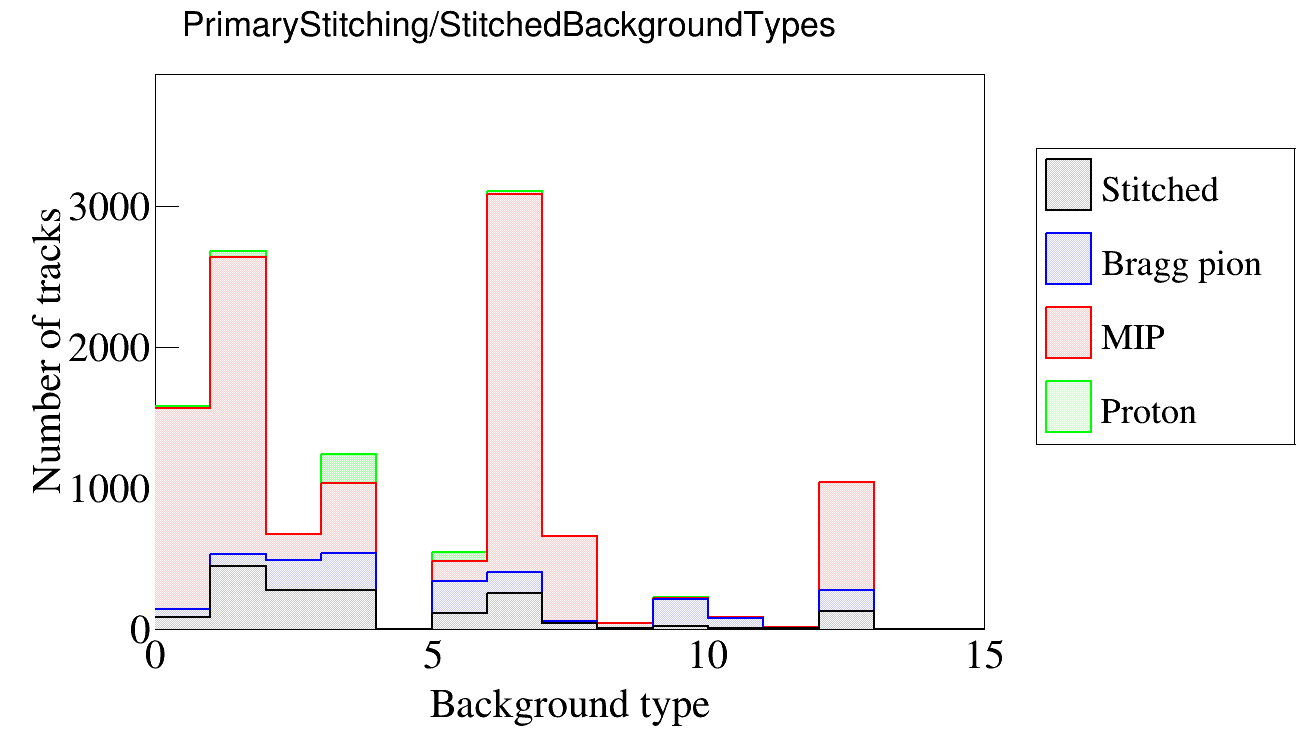 PrimaryStitching/StitchedBackgroundTypes
Number of tracks
3000
2000
1000
0
0 5 10 15
Background type
Stitched
Bragg pion
MIP
Proton